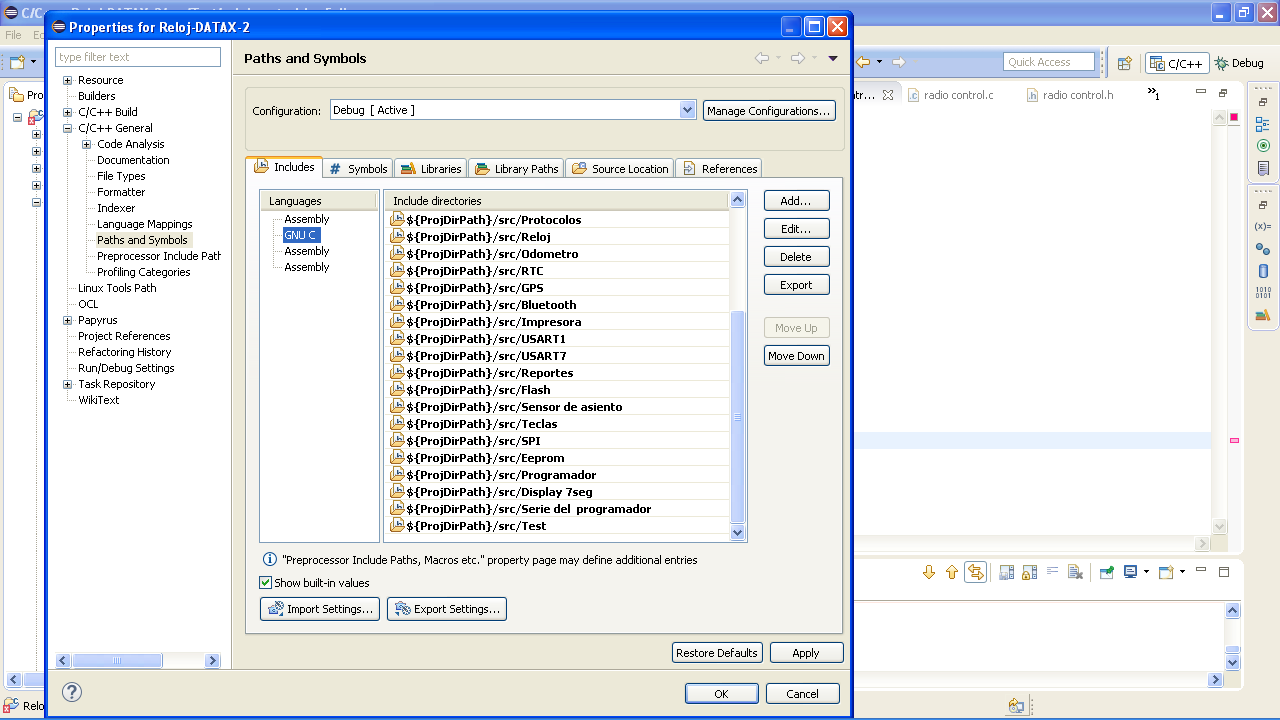 C/C
Properties for Reloj-DATAX-2
File
type filter text
Resource
Builders
C/C++ Build
C/C++ General
Code Analysis
Documentation
File Types
Formatter
Indexer
Language Mappings
Paths and Symbols
Preprocessor Include Path
Profiling Categories
Linux Tools Path
OCL
Papyrus
Project References
Refactoring History
Run/Debug Settings
Task Repository
WikiText
Paths and Symbols
Configuration:
Debug [ Active ]
Manage Configurations...
Includes
# Symbols
Libraries
Library Paths
Source Location
References
Languages
Assembly
GNU C
Assembly
Assembly
Include directories
${ProjDirPath}/src/Protocolos
${ProjDirPath}/src/Reloj
${ProjDirPath}/src/Odometro
${ProjDirPath}/src/RTC
${ProjDirPath}/src/GPS
${ProjDirPath}/src/Bluetooth
${ProjDirPath}/src/Impresora
${ProjDirPath}/src/USART1
${ProjDirPath}/src/USART7
${ProjDirPath}/src/Reportes
${ProjDirPath}/src/Flash
${ProjDirPath}/src/Sensor de asiento
${ProjDirPath}/src/Teclas
${ProjDirPath}/src/SPI
${ProjDirPath}/src/Eeprom
${ProjDirPath}/src/Programador
${ProjDirPath}/src/Display 7seg
${ProjDirPath}/src/Serie del  programador
${ProjDirPath}/src/Test
Add...
Edit...
Delete
Export
Move Up
Move Down
"Preprocessor Include Paths, Macros etc." property page may define additional entries
Show built-in values
Import Settings...
Export Settings...
Restore Defaults
Apply
OK
Cancel
Quick Access
C/C++
Debug
ntr...
radio control.c
radio control.h
»1
(x)=
1010
0101
Pro
Relo